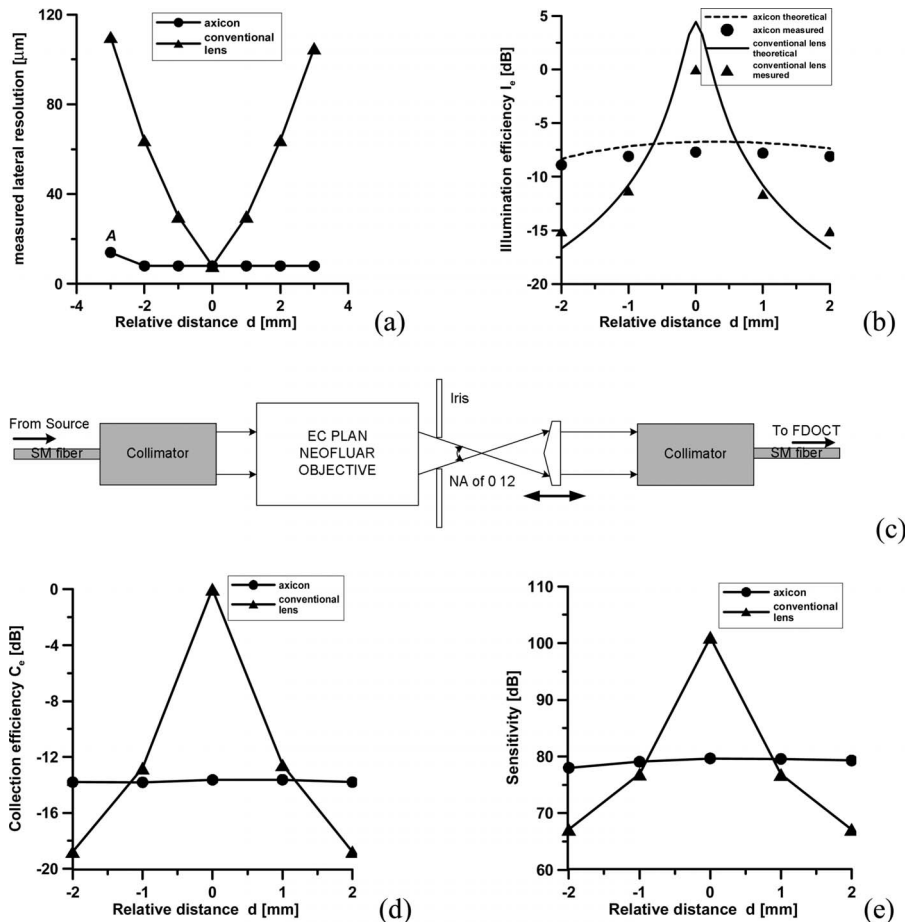 axicon
conventional
lens
measured lateral resolution [μm]
120
80
40
0
A
-4
-2
0
2
4
Relative distance d [mm]
(a)
axicon theoretical
axicon measured
conventional lens
theoretical
conventional lens
mesured
Illumination efficiency I_e [dB]
5
0
-5
-10
-15
-20
-2
-1
0
1
2
Relative distance d [mm]
(b)
From Source
SM fiber
Collimator
EC PLAN
NEOFLUAR
OBJECTIVE
Iris
NA of 0 12
Collimator
To FDOCT
SM fiber
(c)
axicon
conventional
lens
Collection efficiency C_e [dB]
0
-4
-8
-12
-16
-20
-2
-1
0
1
2
Relative distance d [mm]
(d)
axicon
conventional
lens
Sensitivity [dB]
110
100
90
80
70
60
-2
-1
0
1
2
Relative distance d [mm]
(e)